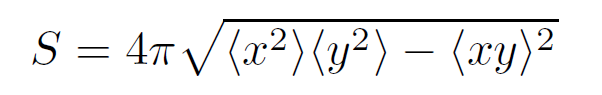 S = 4π√(⟨x²⟩⟨y²⟩ − ⟨xy⟩²)